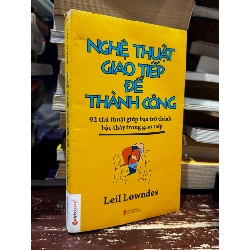 NGHỆ THUẬT
GIAO TIẾP
ĐỂ
THÀNH CÔNG
92 thủ thuật giúp bạn trở thành
bậc thầy trong giao tiếp
Leil Lowndes